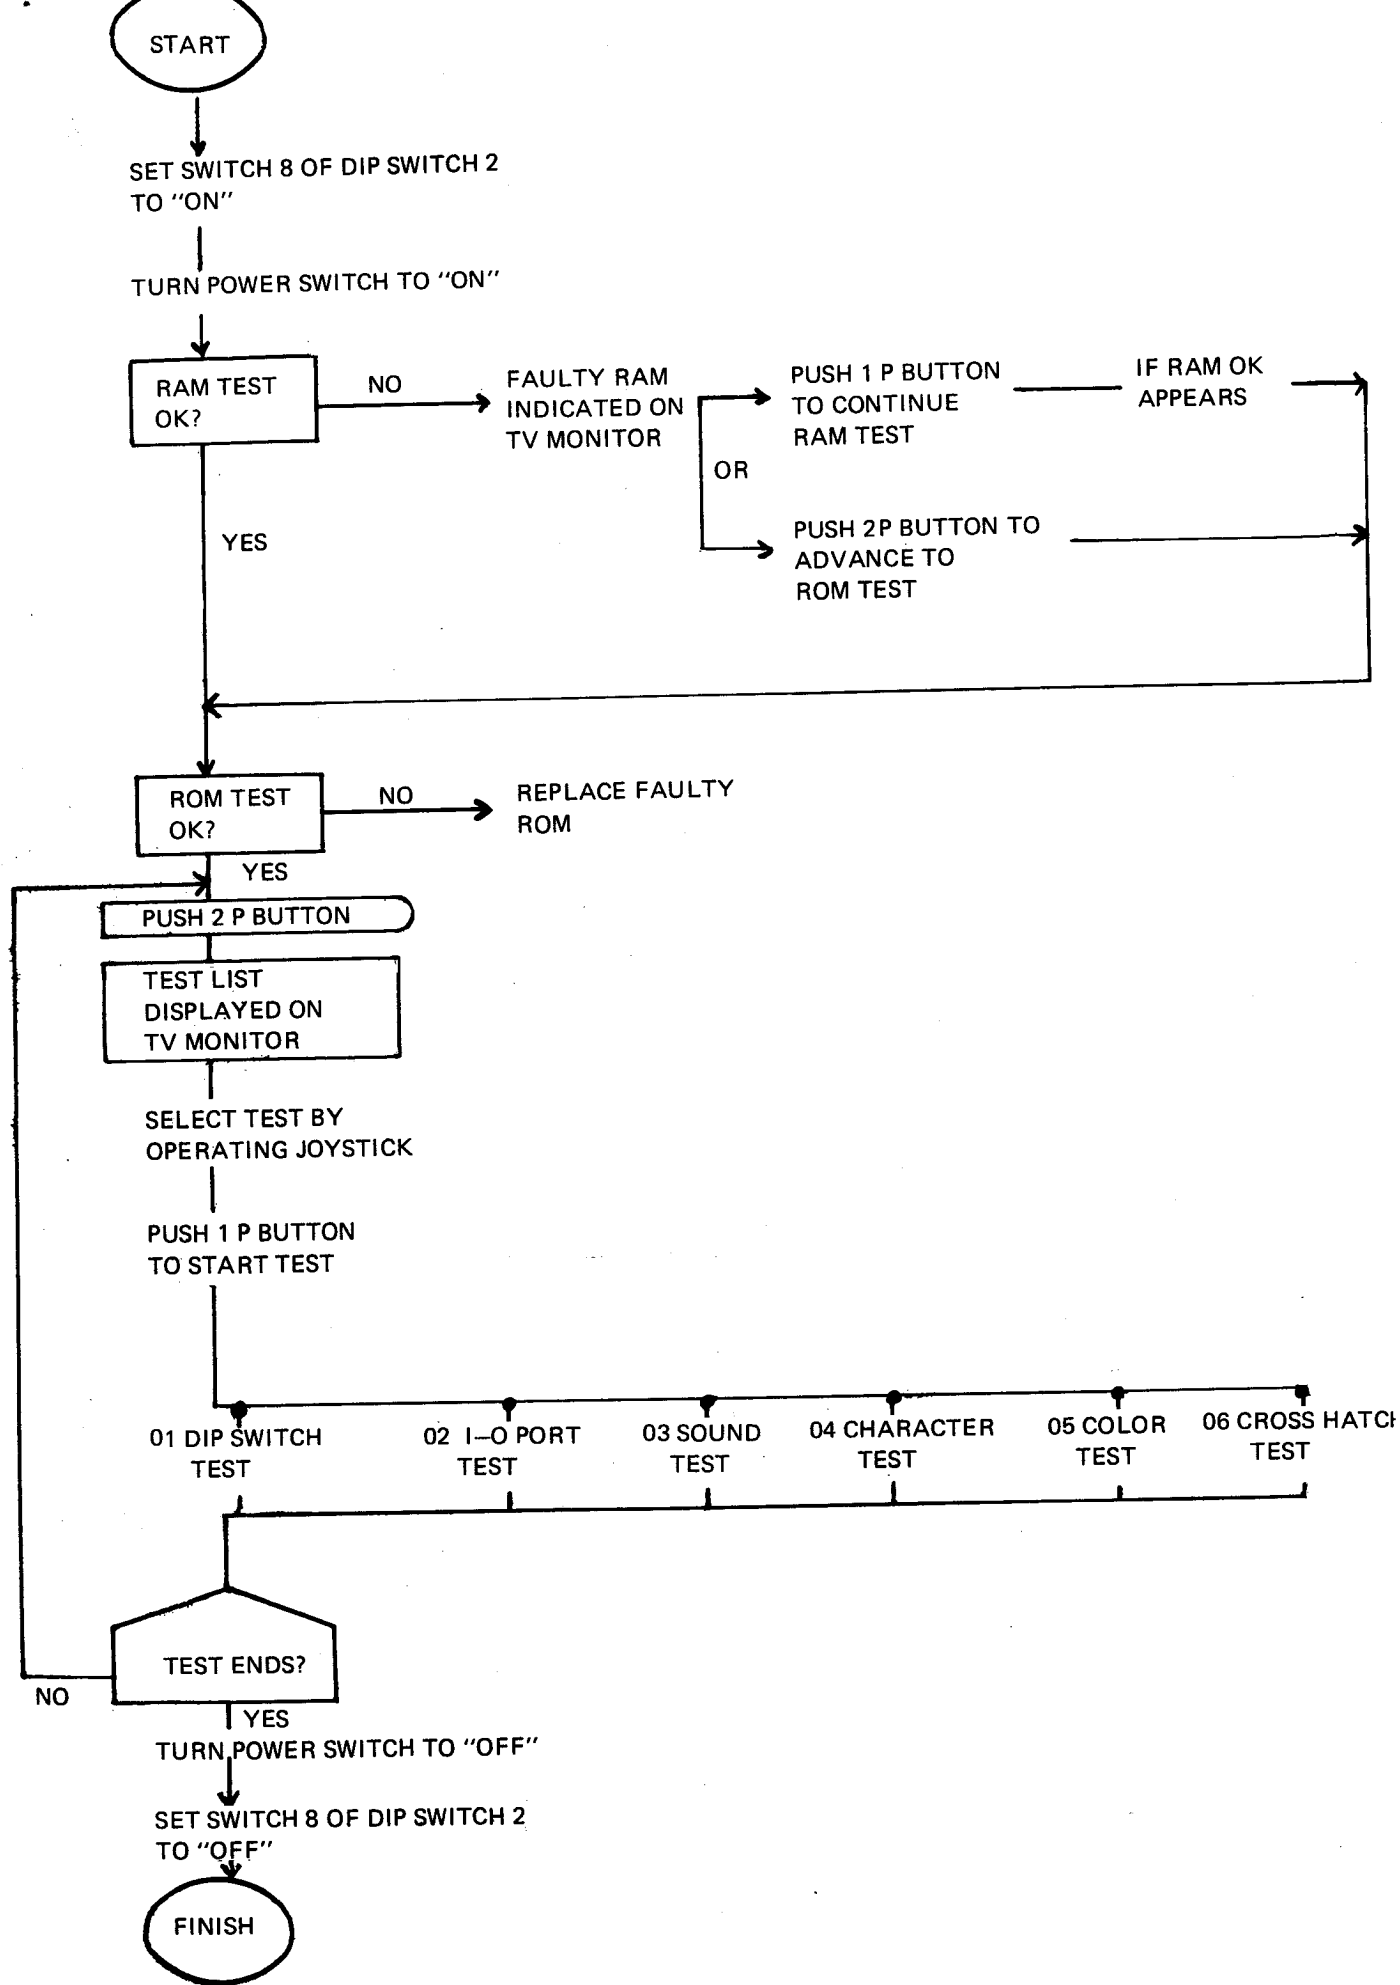 START
SET SWITCH 8 OF DIP SWITCH 2
TO “ON”
TURN POWER SWITCH TO “ON”
RAM TEST
OK?
NO
FAULTY RAM
INDICATED ON
TV MONITOR
OR
PUSH 1 P BUTTON
TO CONTINUE
RAM TEST
IF RAM OK
APPEARS
PUSH 2P BUTTON TO
ADVANCE TO
ROM TEST
YES
ROM TEST
OK?
NO
REPLACE FAULTY
ROM
YES
PUSH 2 P BUTTON
TEST LIST
DISPLAYED ON
TV MONITOR
SELECT TEST BY
OPERATING JOYSTICK
PUSH 1 P BUTTON
TO START TEST
01 DIP SWITCH
TEST
02 I–O PORT
TEST
03 SOUND
TEST
04 CHARACTER
TEST
05 COLOR
TEST
06 CROSS HATCH
TEST
TEST ENDS?
NO
YES
TURN POWER SWITCH TO “OFF”
SET SWITCH 8 OF DIP SWITCH 2
TO “OFF”
FINISH